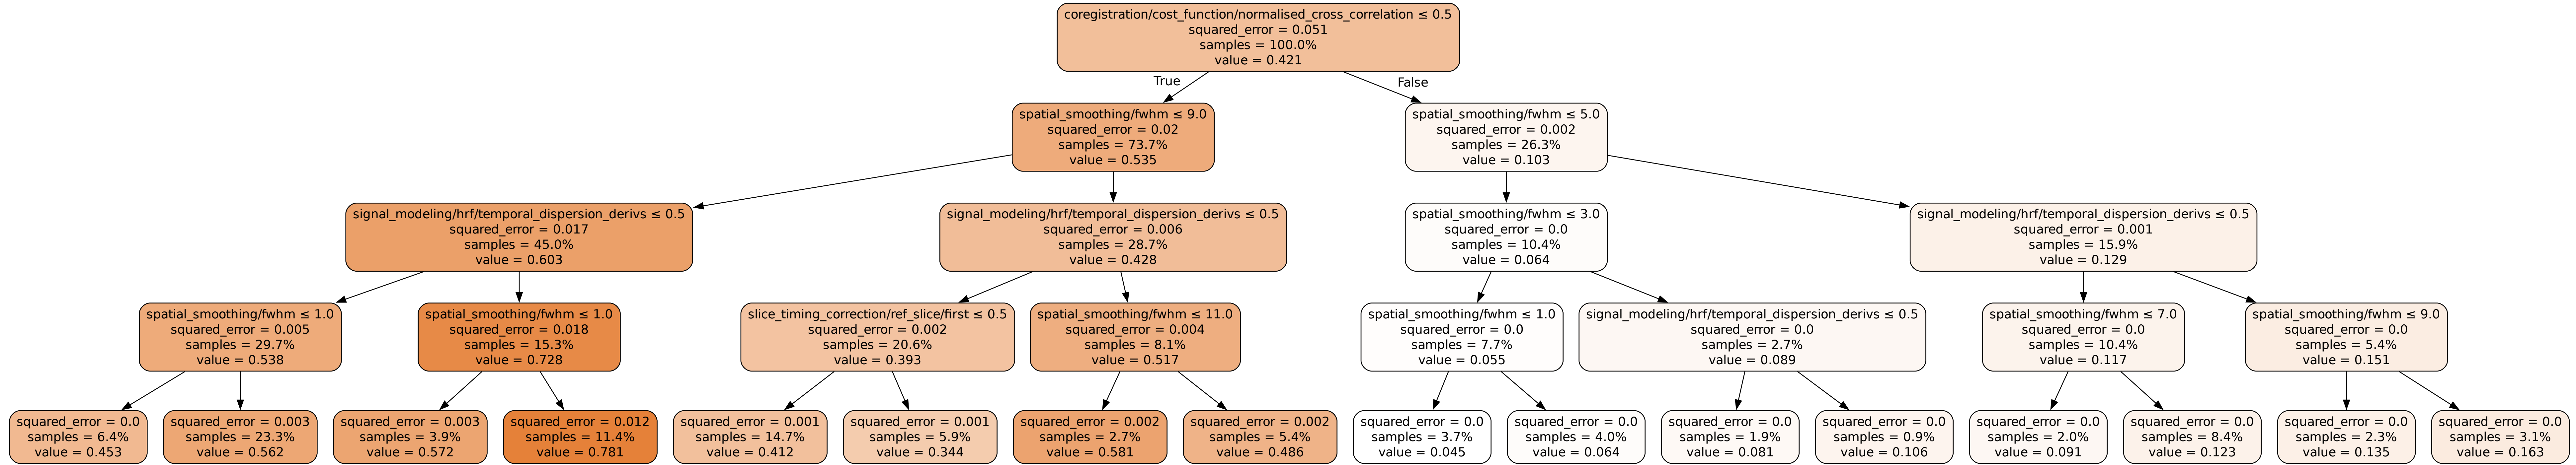 coregistration/cost_function/normalised_cross_correlation ≤ 0.5
squared_error = 0.051
samples = 100.0%
value = 0.421
True
False
spatial_smoothing/fwhm ≤ 9.0
squared_error = 0.02
samples = 73.7%
value = 0.535
spatial_smoothing/fwhm ≤ 5.0
squared_error = 0.002
samples = 26.3%
value = 0.103
signal_modeling/hrf/temporal_dispersion_derivs ≤ 0.5
squared_error = 0.017
samples = 45.0%
value = 0.603
signal_modeling/hrf/temporal_dispersion_derivs ≤ 0.5
squared_error = 0.006
samples = 28.7%
value = 0.428
spatial_smoothing/fwhm ≤ 3.0
squared_error = 0.0
samples = 10.4%
value = 0.064
signal_modeling/hrf/temporal_dispersion_derivs ≤ 0.5
squared_error = 0.001
samples = 15.9%
value = 0.129
spatial_smoothing/fwhm ≤ 1.0
squared_error = 0.005
samples = 29.7%
value = 0.538
spatial_smoothing/fwhm ≤ 1.0
squared_error = 0.018
samples = 15.3%
value = 0.728
slice_timing_correction/ref_slice/first ≤ 0.5
squared_error = 0.002
samples = 20.6%
value = 0.393
spatial_smoothing/fwhm ≤ 11.0
squared_error = 0.004
samples = 8.1%
value = 0.517
spatial_smoothing/fwhm ≤ 1.0
squared_error = 0.0
samples = 7.7%
value = 0.055
signal_modeling/hrf/temporal_dispersion_derivs ≤ 0.5
squared_error = 0.0
samples = 2.7%
value = 0.089
spatial_smoothing/fwhm ≤ 7.0
squared_error = 0.0
samples = 10.4%
value = 0.117
spatial_smoothing/fwhm ≤ 9.0
squared_error = 0.0
samples = 5.4%
value = 0.151
squared_error = 0.0
samples = 6.4%
value = 0.453
squared_error = 0.003
samples = 23.3%
value = 0.562
squared_error = 0.003
samples = 3.9%
value = 0.572
squared_error = 0.012
samples = 11.4%
value = 0.781
squared_error = 0.001
samples = 14.7%
value = 0.412
squared_error = 0.001
samples = 5.9%
value = 0.344
squared_error = 0.002
samples = 2.7%
value = 0.581
squared_error = 0.002
samples = 5.4%
value = 0.486
squared_error = 0.0
samples = 3.7%
value = 0.045
squared_error = 0.0
samples = 4.0%
value = 0.064
squared_error = 0.0
samples = 1.9%
value = 0.081
squared_error = 0.0
samples = 0.9%
value = 0.106
squared_error = 0.0
samples = 2.0%
value = 0.091
squared_error = 0.0
samples = 8.4%
value = 0.123
squared_error = 0.0
samples = 2.3%
value = 0.135
squared_error = 0.0
samples = 3.1%
value = 0.163